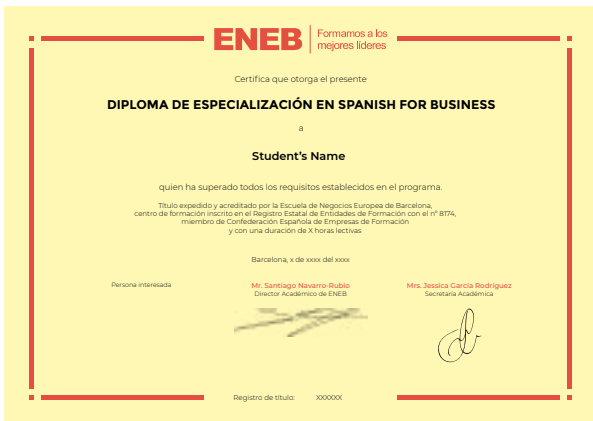 ENEB
Formamos a los
mejores líderes
Certifica que otorga el presente
DIPLOMA DE ESPECIALIZACIÓN EN SPANISH FOR BUSINESS
a
Student's Name
quien ha superado todos los requisitos establecidos en el programa.
Título expedido y acreditado por la Escuela de Negocios Europea de Barcelona,
centro de formación inscrito en el Registro Estatal de Entidades de Formación con el nº 8174,
miembro de Confederación Española de Empresas de Formación
y con una duración de X horas lectivas
Barcelona, x de xxxx del xxxx
Persona interesada
Mr. Santiago Navarro-Rubio
Director Académico de ENEB
Mrs. Jessica García Rodríguez
Secretaría Académica
Registro de título: XXXXXX